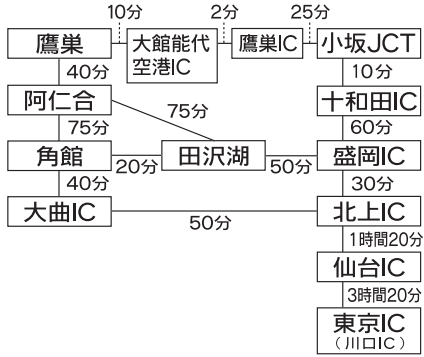 10分 2分 25分
鷹巣 大館能代 鷹巣IC 小坂JCT
空港IC
40分 10分
阿仁合 75分 十和田IC
75分 60分
角館 20分 田沢湖 50分 盛岡IC
40分 30分
大曲IC 50分 北上IC
1時間20分
仙台IC
3時間20分
東京IC
(川口IC)